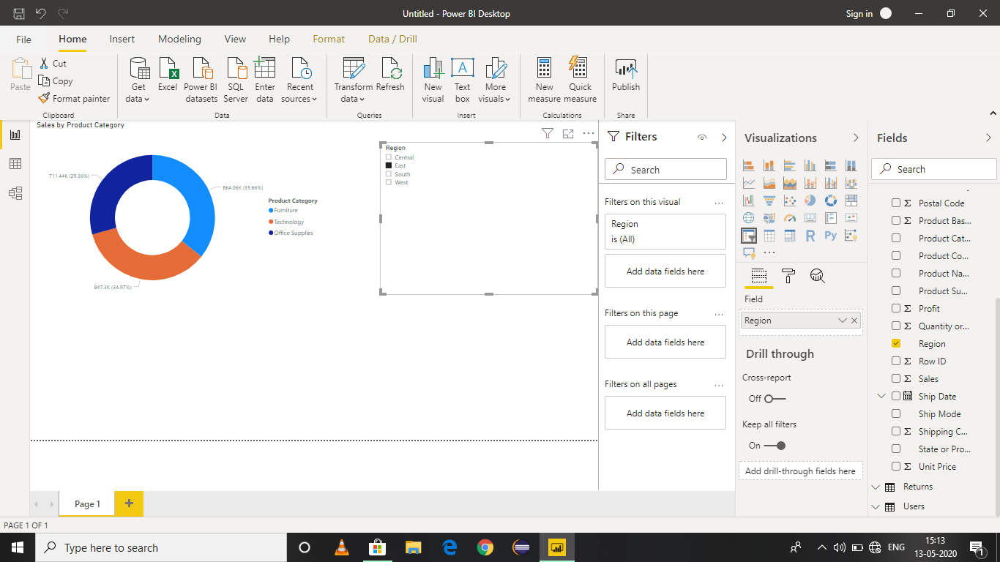 Untitled - Power BI Desktop
Sign in
File
Home
Insert
Modeling
View
Help
Format
Data / Drill
Paste
Cut
Copy
Format painter
Clipboard
Get data
Excel
Power BI datasets
SQL Server
Enter data
Recent sources
Data
Transform data
Refresh
Queries
New visual
Text box
More visuals
Insert
New measure
Quick measure
Calculations
Publish
Share
Sales by Product Category
711.44K (29.36%)
864.06K (35.66%)
847.3K (34.97%)
Product Category
Furniture
Technology
Office Supplies
Region
Central
East
South
West
Filters
Search
Filters on this visual
...
Region
is (All)
Add data fields here
Filters on this page
...
Add data fields here
Filters on all pages
...
Add data fields here
Visualizations
123
R
Py
...
Field
Region
Drill through
Cross-report
Off
Keep all filters
On
Add drill-through fields here
Fields
Search
Σ Postal Code
Σ Product Bas...
Product Cat...
Product Co...
Product Na...
Product Su...
Σ Profit
Σ Quantity or...
Region
Σ Row ID
Σ Sales
Ship Date
Ship Mode
Σ Shipping C...
State or Pro...
Σ Unit Price
Returns
Users
Page 1
PAGE 1 OF 1
Type here to search
ENG
15:13
13-05-2020
1